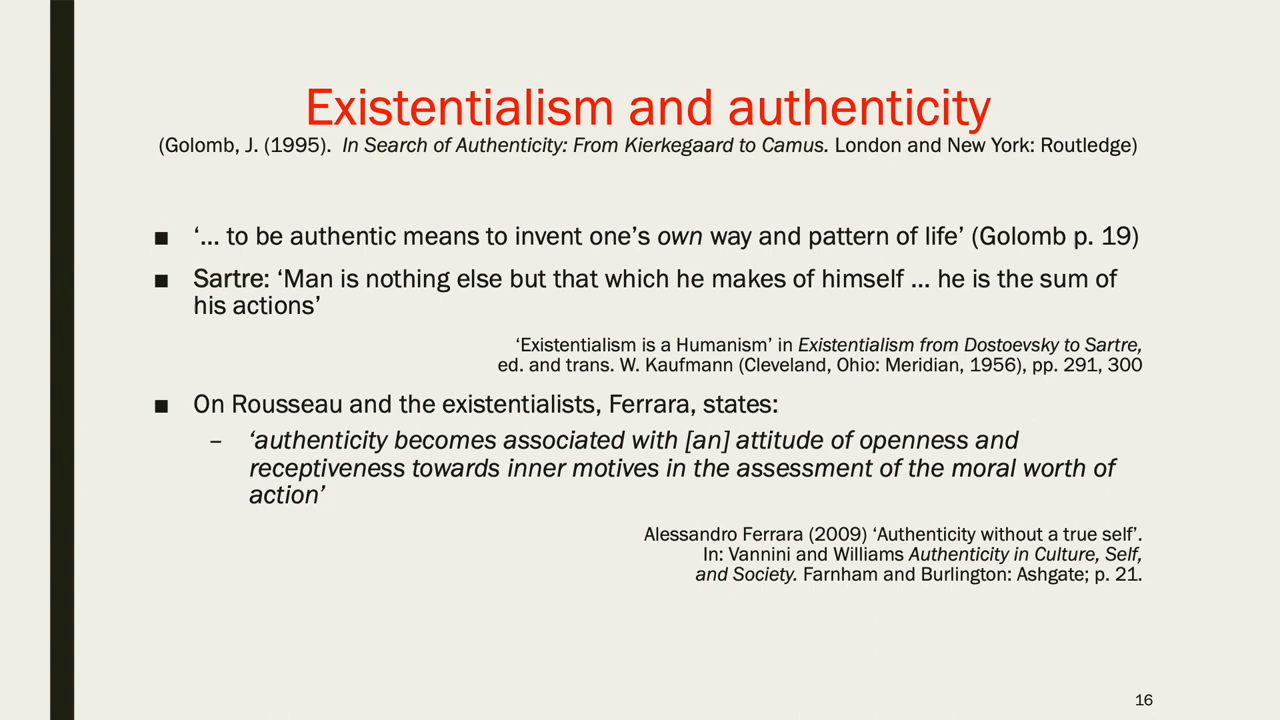 Existentialism and authenticity
(Golomb, J. (1995).  In Search of Authenticity: From Kierkegaard to Camus. London and New York: Routledge)
■ ‘… to be authentic means to invent one’s own way and pattern of life’ (Golomb p. 19)
■ Sartre: ‘Man is nothing else but that which he makes of himself … he is the sum of
his actions’
‘Existentialism is a Humanism’ in Existentialism from Dostoevsky to Sartre,
ed. and trans. W. Kaufmann (Cleveland, Ohio: Meridian, 1956), pp. 291, 300
■ On Rousseau and the existentialists, Ferrara, states:
– ‘authenticity becomes associated with [an] attitude of openness and
receptiveness towards inner motives in the assessment of the moral worth of
action’
Alessandro Ferrara (2009) ‘Authenticity without a true self’.
In: Vannini and Williams Authenticity in Culture, Self,
and Society. Farnham and Burlington: Ashgate; p. 21.
16